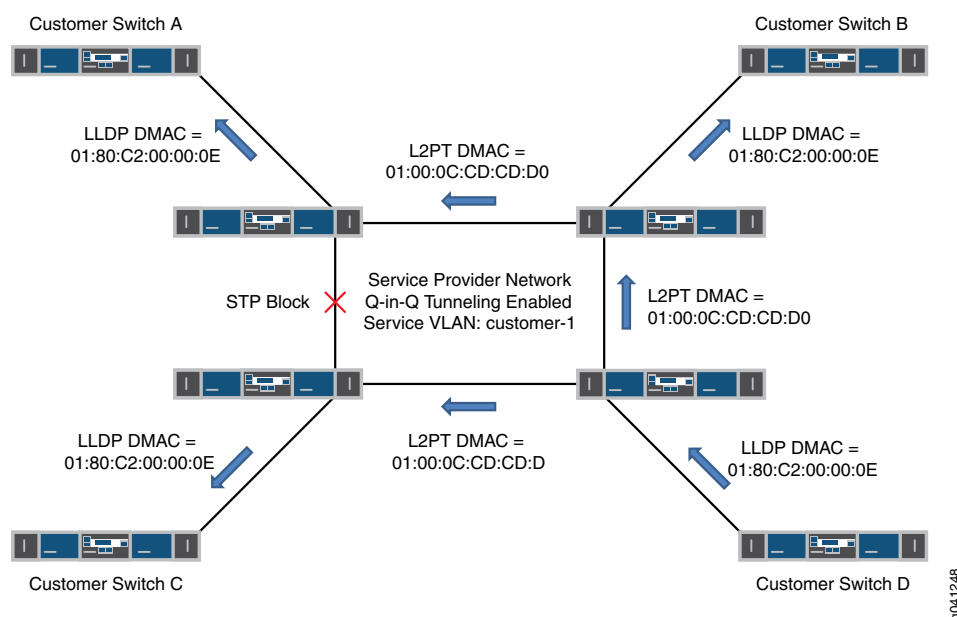 Customer Switch A
Customer Switch B
LLDP DMAC =
01:80:C2:00:00:0E
L2PT DMAC =
01:00:0C:CD:CD:D0
LLDP DMAC =
01:80:C2:00:00:0E
STP Block
Service Provider Network
Q-in-Q Tunneling Enabled
Service VLAN: customer-1
L2PT DMAC =
01:00:0C:CD:CD:D0
LLDP DMAC =
01:80:C2:00:00:0E
L2PT DMAC =
01:00:0C:CD:CD:D
LLDP DMAC =
01:80:C2:00:00:0E
Customer Switch C
Customer Switch D